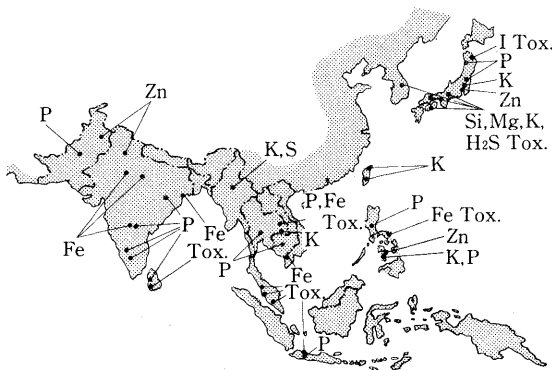 I Tox.
P
K
Zn
Si,Mg,K,
H2S Tox.
Zn
P
K,S
K
P,Fe
Tox.
K
P
Fe
P
Fe
Tox.
P
Fe Tox.
Zn
K,P
Fe
Tox.
P